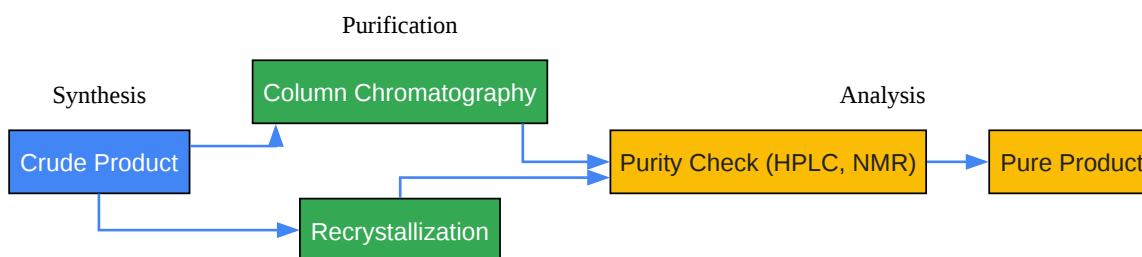 Purification
Synthesis
Column Chromatography
Analysis
Crude Product
Purity Check (HPLC, NMR)
Pure Product
Recrystallization